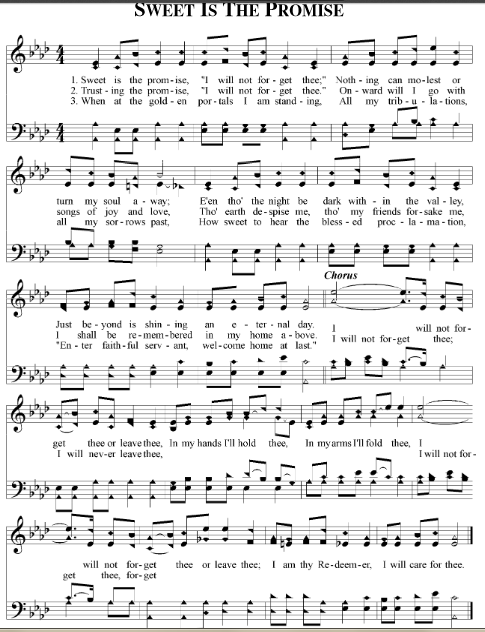 SWEET IS THE PROMISE
1. Sweet is the prom - ise, "I will not for - get thee;" Noth - ing can mo - lest or
2. Trust - ing the prom - ise, "I will not for - get thee." On - ward will I go with
3. When at the gold - en por - tals I am stand - ing, All my trib - u - la - tions,
turn my soul a - way; E'en tho' the night be dark with - in the val - ley,
songs of joy and love, Tho' earth de - spise me, tho' my friends for - sake me,
all my sor - rows past, How sweet to hear the bless - ed proc - la - ma - tion,
Chorus
Just be - yond is shin - ing an e - ter - nal day. I will not for -
I shall be re - mem - bered in my home a - bove. I will not for - get thee;
"En - ter faith - ful serv - ant, wel - come home at last."
get thee or leave thee, In my hands I'll hold thee, In my arms I'll fold thee, I
I will nev - er leave thee, I will not for -
will not for - get thee or leave thee; I am thy Re - deem - er, I will care for thee.
get thee, for - get